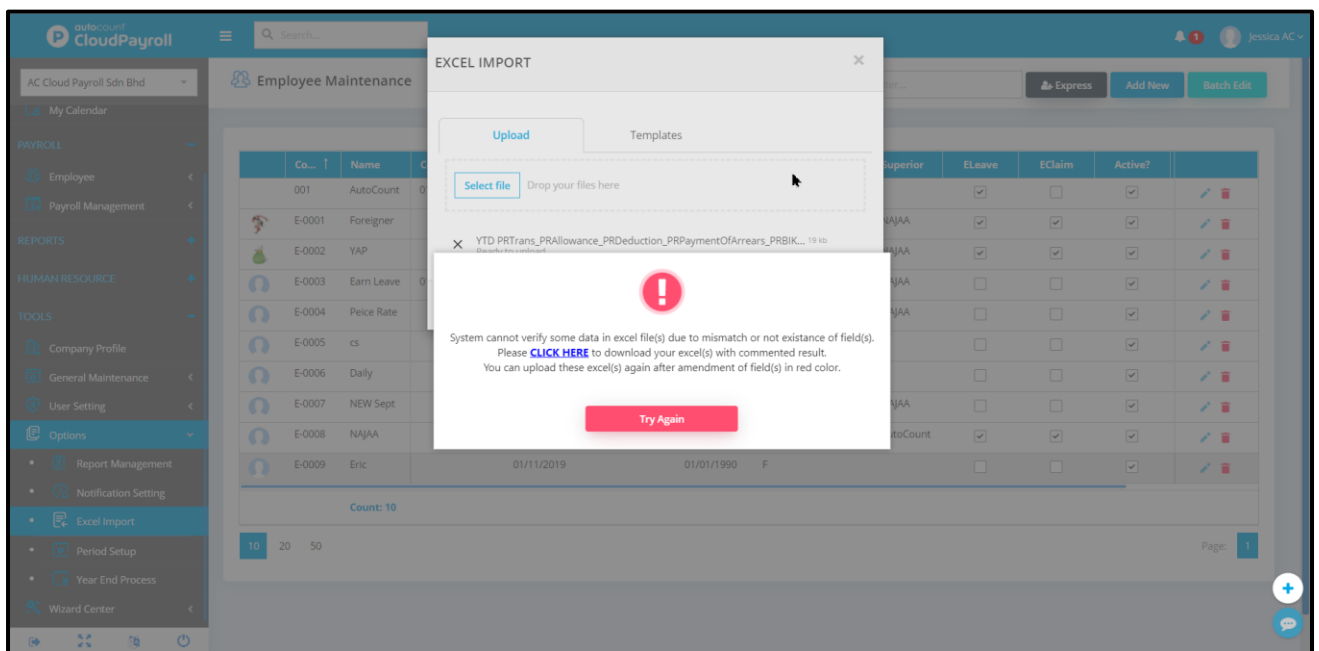 autocount
CloudPayroll
Search...
1
Jessica AC
AC Cloud Payroll Sdn Bhd
My Calendar
PAYROLL
Employee
Payroll Management
REPORTS
HUMAN RESOURCE
TOOLS
Company Profile
General Maintenance
User Setting
Options
Report Management
Notification Setting
Excel Import
Period Setup
Year End Process
Wizard Center
Employee Maintenance
Express
Add New
Batch Edit
EXCEL IMPORT
Upload Templates
Select file Drop your files here
YTD PRTrans_PRAllowance_PRDeduction_PRPaymentOfArrears_PRBIK... 19 kb
Ready to upload
System cannot verify some data in excel file(s) due to mismatch or not existance of field(s).
Please CLICK HERE to download your excel(s) with commented result.
You can upload these excel(s) again after amendment of field(s) in red color.
Try Again
Co... ↑ Name Superior ELeave EClaim Active?
001 AutoCount
E-0001 Foreigner NAJAA
E-0002 YAP NAJAA
E-0003 Earn Leave
E-0004 Peice Rate
E-0005 cs
E-0006 Daily
E-0007 NEW Sept
E-0008 NAJAA
E-0009 Eric 01/11/2019 01/01/1990 F
Count: 10
10 20 50
Page: 1